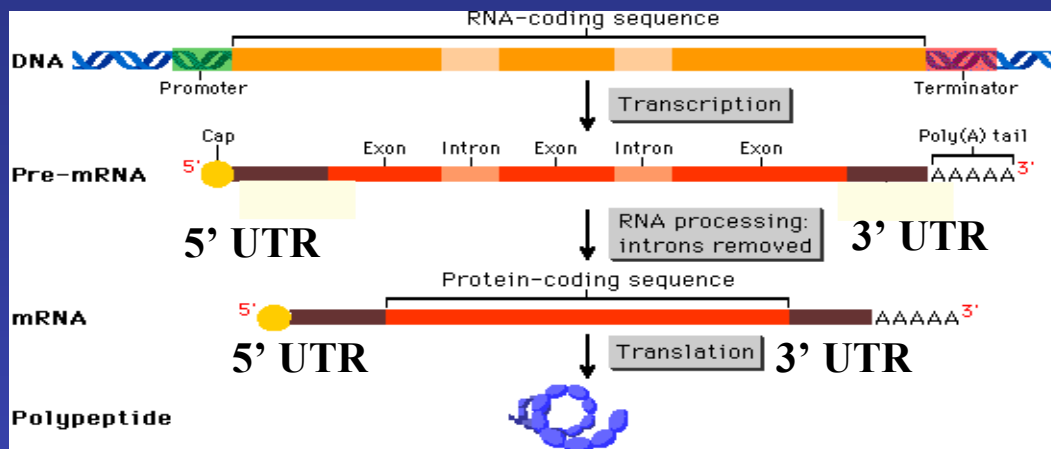 RNA-coding sequence
DNA
Promoter
Terminator
Transcription
Cap
Exon
Intron
Exon
Intron
Exon
Poly(A) tail
Pre-mRNA
5'
AAAAA
3'
5’ UTR
RNA processing:
introns removed
3’ UTR
Protein-coding sequence
mRNA
5'
AAAAA
3'
5’ UTR
Translation
3’ UTR
Polypeptide